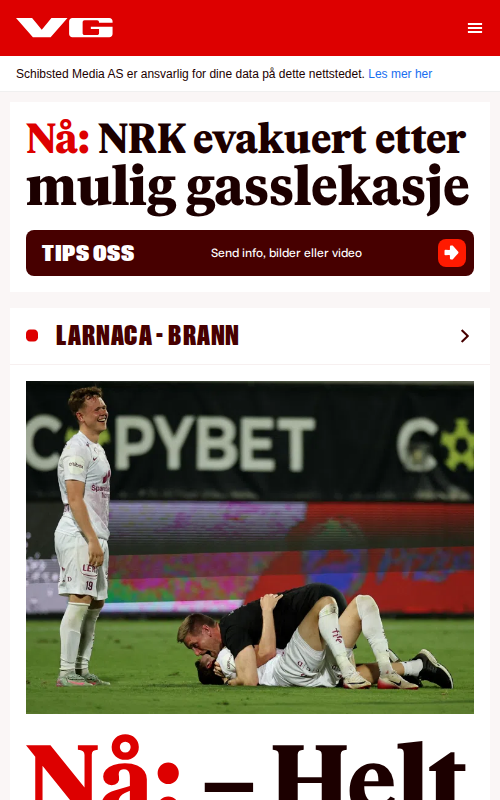 VG
Schibsted Media AS er ansvarlig for dine data på dette nettstedet. Les mer her
Nå: NRK evakuert etter
mulig gasslekasje
TIPS OSS
Send info, bilder eller video
LARNACA - BRANN
C PYBET
C
19
Nå: – Helt